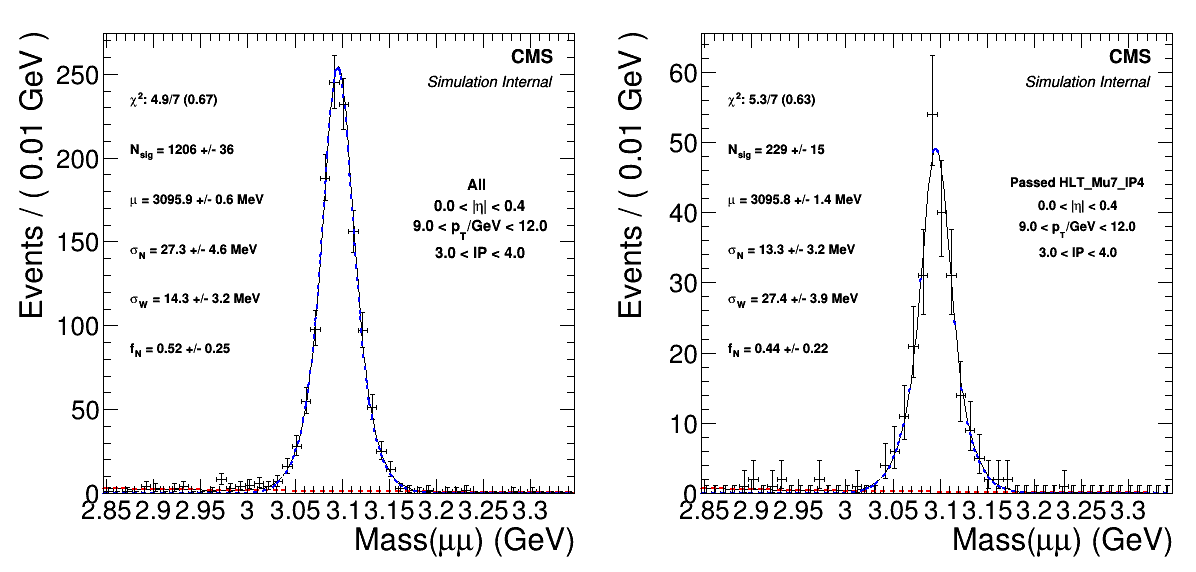 CMS
Simulation Internal
χ²: 4.9/7 (0.67)
N_sig = 1206 +/- 36
μ = 3095.9 +/- 0.6 MeV
σ_N = 27.3 +/- 4.6 MeV
σ_W = 14.3 +/- 3.2 MeV
f_N = 0.52 +/- 0.25
All
0.0 < |η| < 0.4
9.0 < p_T/GeV < 12.0
3.0 < IP < 4.0
Events / ( 0.01 GeV )
250
200
150
100
50
0
2.85 2.9 2.95 3 3.05 3.1 3.15 3.2 3.25 3.3
Mass(μμ) (GeV)
CMS
Simulation Internal
χ²: 5.3/7 (0.63)
N_sig = 229 +/- 15
μ = 3095.8 +/- 1.4 MeV
σ_N = 13.3 +/- 3.2 MeV
σ_W = 27.4 +/- 3.9 MeV
f_N = 0.44 +/- 0.22
Passed HLT_Mu7_IP4
0.0 < |η| < 0.4
9.0 < p_T/GeV < 12.0
3.0 < IP < 4.0
Events / ( 0.01 GeV )
60
50
40
30
20
10
0
2.85 2.9 2.95 3 3.05 3.1 3.15 3.2 3.25 3.3
Mass(μμ) (GeV)